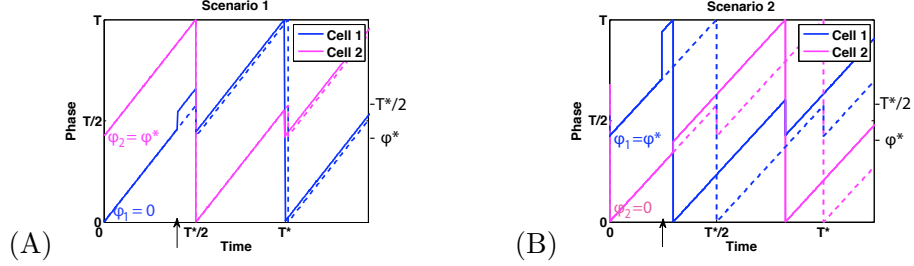 Scenario 1
T
Cell 1
Cell 2
Phase
T/2
T*/2
φ₂ = φ*
φ*
φ₁ = 0
0
0
T*/2
T*
Time
(A)
Scenario 2
T
Cell 1
Cell 2
Phase
T/2
T*/2
φ₁=φ*
φ*
φ₂=0
0
0
T*/2
T*
Time
(B)